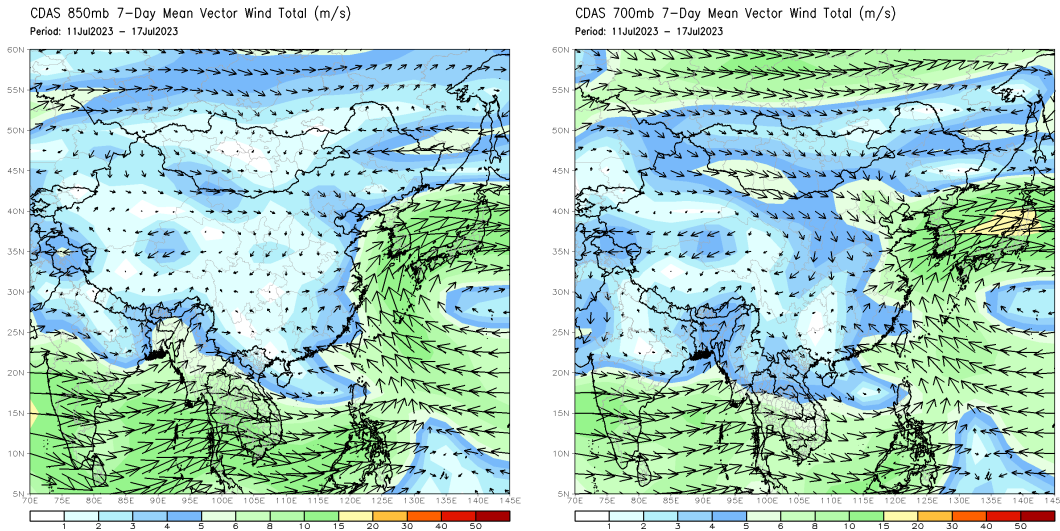 CDAS 850mb 7-Day Mean Vector Wind Total (m/s)
Period: 11Jul2023 - 17Jul2023
60N
55N
50N
45N
40N
35N
30N
25N
20N
15N
10N
5N
70E 75E 80E 85E 90E 95E 100E 105E 110E 115E 120E 125E 130E 135E 140E 145E
1 2 3 4 5 6 8 10 15 20 30 40 50
CDAS 700mb 7-Day Mean Vector Wind Total (m/s)
Period: 11Jul2023 - 17Jul2023
60N
55N
50N
45N
40N
35N
30N
25N
20N
15N
10N
5N
70E 75E 80E 85E 90E 95E 100E 105E 110E 115E 120E 125E 130E 135E 140E 145
1 2 3 4 5 6 8 10 15 20 30 40 50